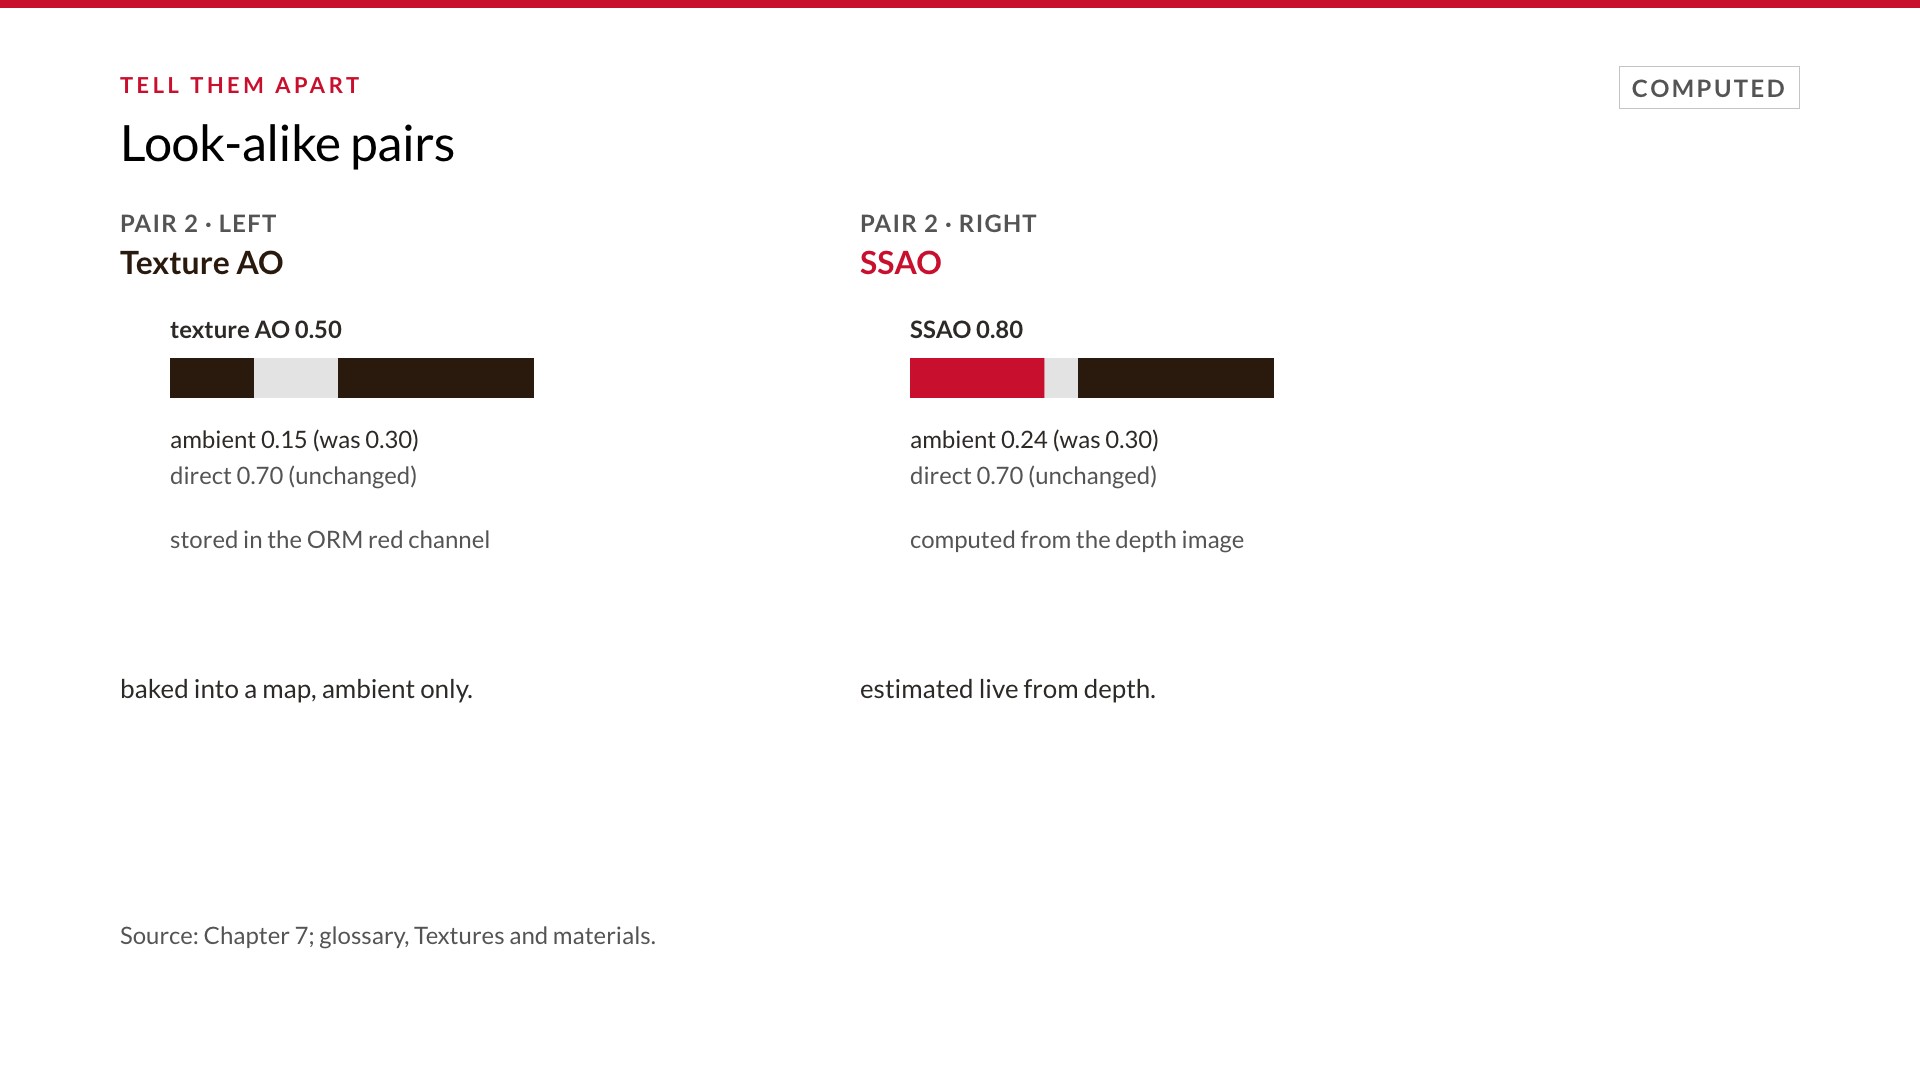 TELL THEM APART
COMPUTED
Look-alike pairs
PAIR 2 · LEFT
Texture AO
texture AO 0.50
ambient 0.15 (was 0.30)
direct 0.70 (unchanged)
stored in the ORM red channel
baked into a map, ambient only.
PAIR 2 · RIGHT
SSAO
SSAO 0.80
ambient 0.24 (was 0.30)
direct 0.70 (unchanged)
computed from the depth image
estimated live from depth.
Source: Chapter 7; glossary, Textures and materials.